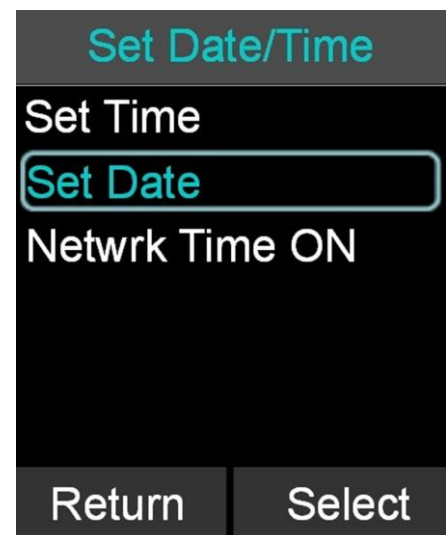 Set Date/Time
Set Time
Set Date
Netwrk Time ON
Return Select